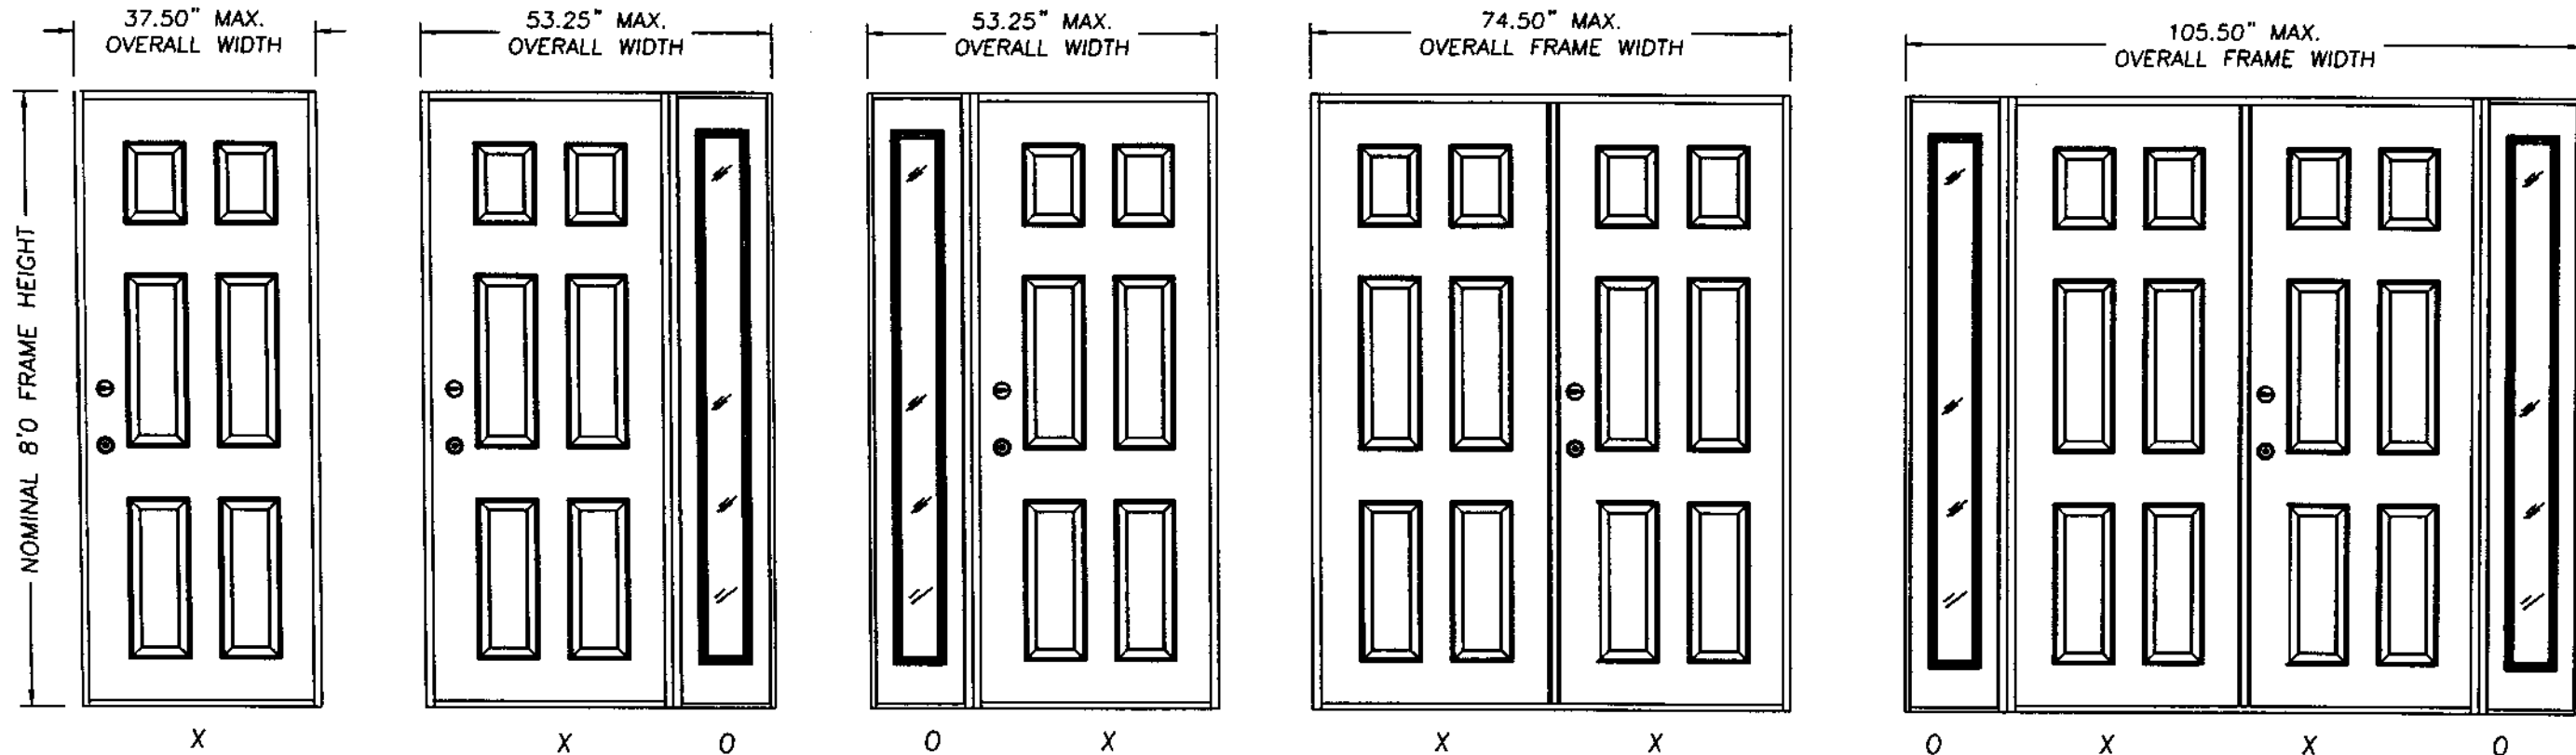 37.50" MAX.
OVERALL WIDTH
53.25" MAX.
OVERALL WIDTH
53.25" MAX.
OVERALL WIDTH
74.50" MAX.
OVERALL FRAME WIDTH
105.50" MAX.
OVERALL FRAME WIDTH
NOMINAL 8'0 FRAME HEIGHT
X
X O
O X
X X
O X X O